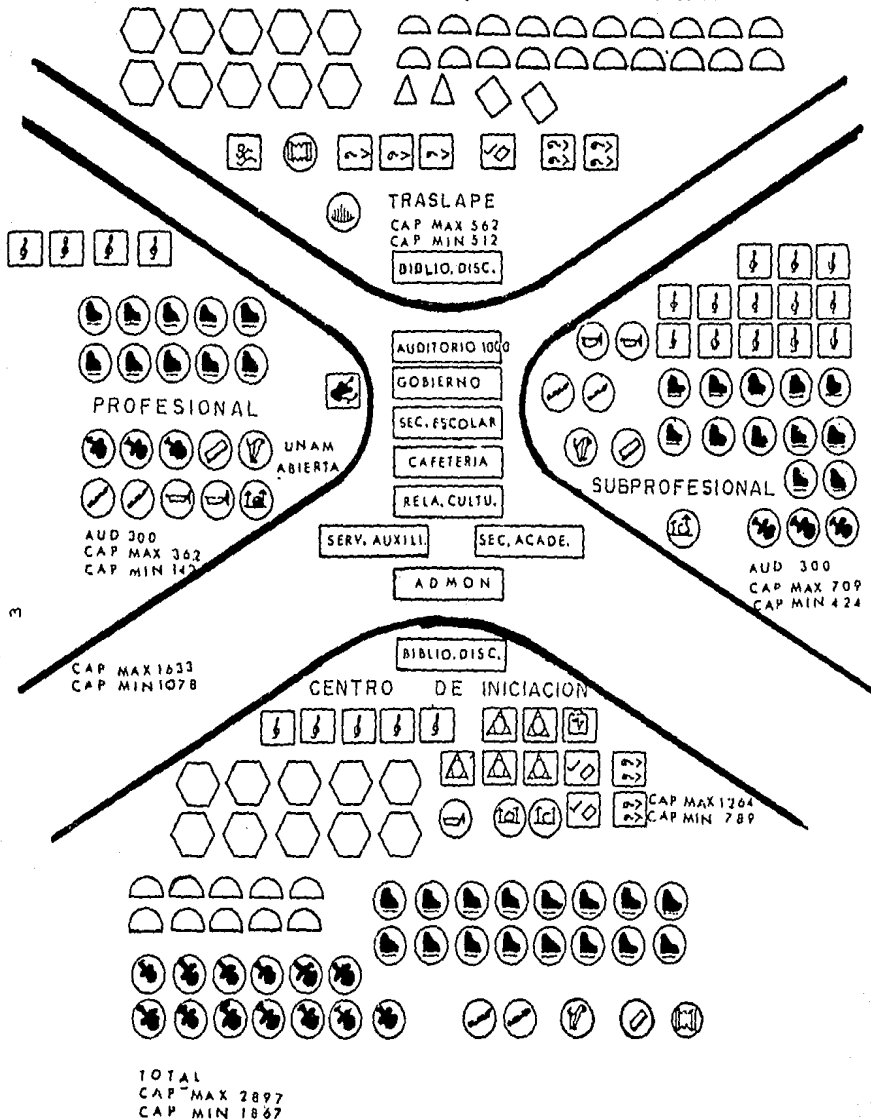 TRASLAPE
CAP MAX 562
CAP MIN 512
BIBLIO. DISC.
AUDITORIO 1000
GOBIERNO
SEC. ESCOLAR
CAFETERIA
RELA. CULTU.
SERV. AUXILI.
SEC. ACADE.
ADMON
PROFESIONAL
UNAM
ABIERTA
AUD 300
CAP MAX 362
CAP MIN
SUBPROFESIONAL
AUD 300
CAP MAX 709
CAP MIN 424
3
CAP MAX 1633
CAP MIN 1078
BIBLIO. DISC.
CENTRO DE INICIACION
CAP MAX 1264
CAP MIN 789
TOTAL
CAP MAX 2897
CAP MIN 1867